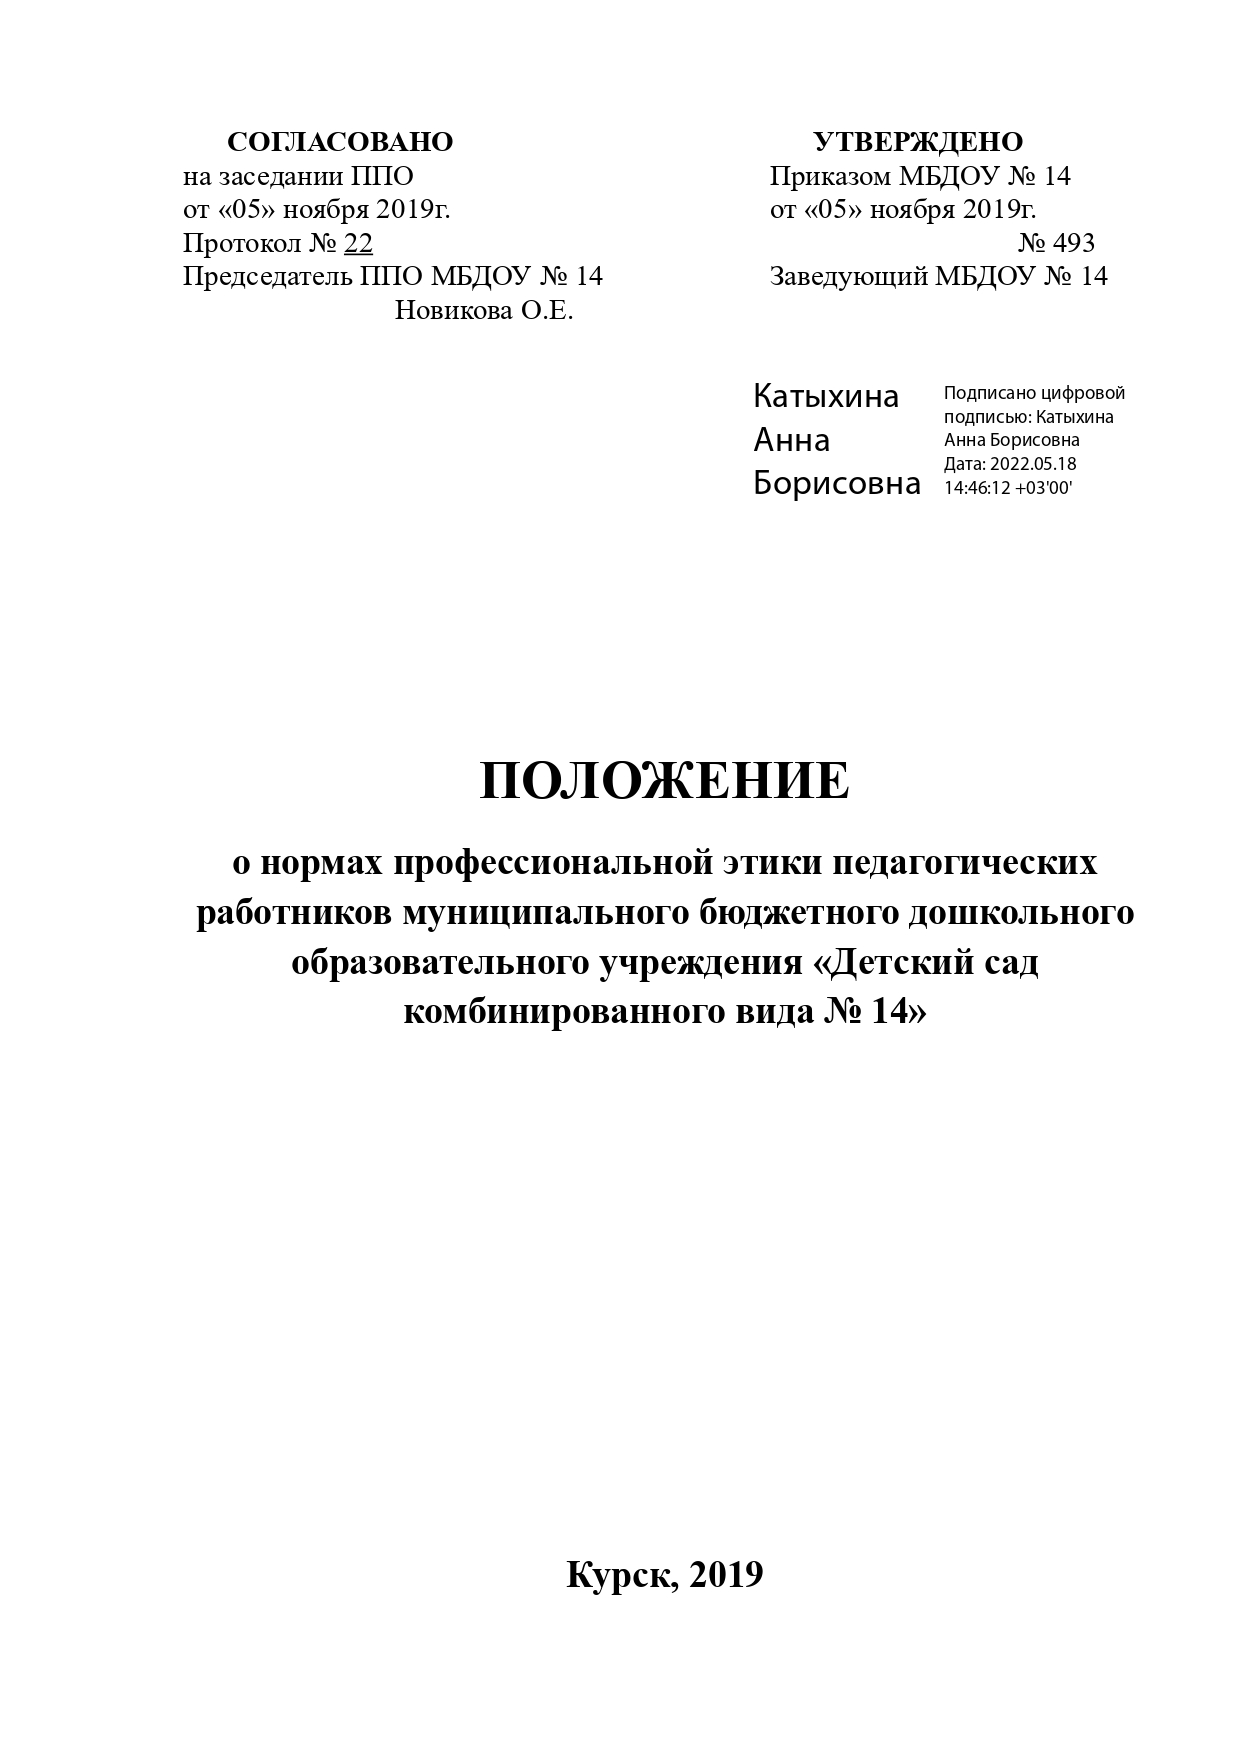 СОГЛАСОВАНО
на заседании ППО
от «05» ноября 2019г.
Протокол № 22
Председатель ППО МБДОУ № 14
Новикова О.Е.
УТВЕРЖДЕНО
Приказом МБДОУ № 14
от «05» ноября 2019г.
№ 493
Заведующий МБДОУ № 14
Катыхина
Анна
Борисовна
Подписано цифровой
подписью: Катыхина
Анна Борисовна
Дата: 2022.05.18
14:46:12 +03'00'
ПОЛОЖЕНИЕ
о нормах профессиональной этики педагогических
работников муниципального бюджетного дошкольного
образовательного учреждения «Детский сад
комбинированного вида № 14»
Курск, 2019